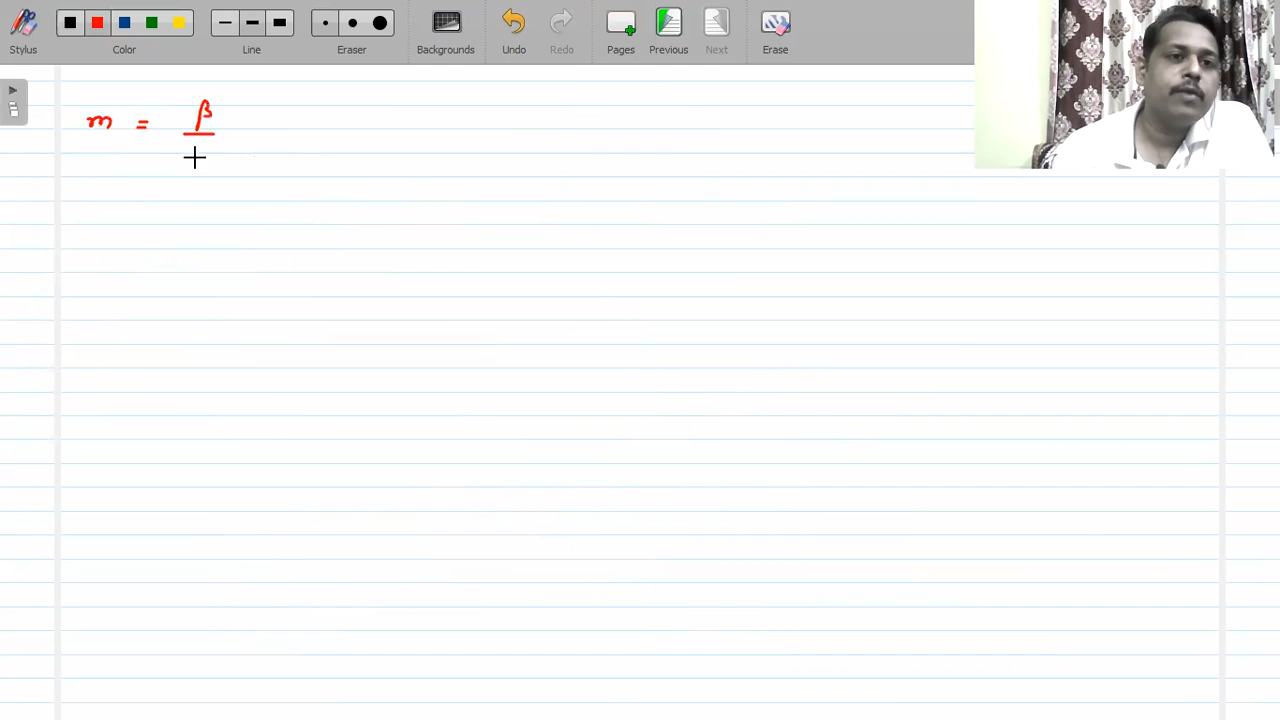 Stylus Color Line Eraser Backgrounds Undo Redo Pages Previous Next Erase
m = β